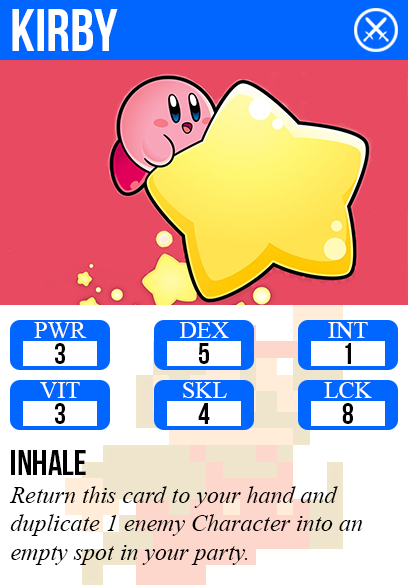 KIRBY
PWR DEX INT
3 5 1
VIT SKL LCK
3 4 8
INHALE
Return this card to your hand and
duplicate 1 enemy Character into an
empty spot in your party.